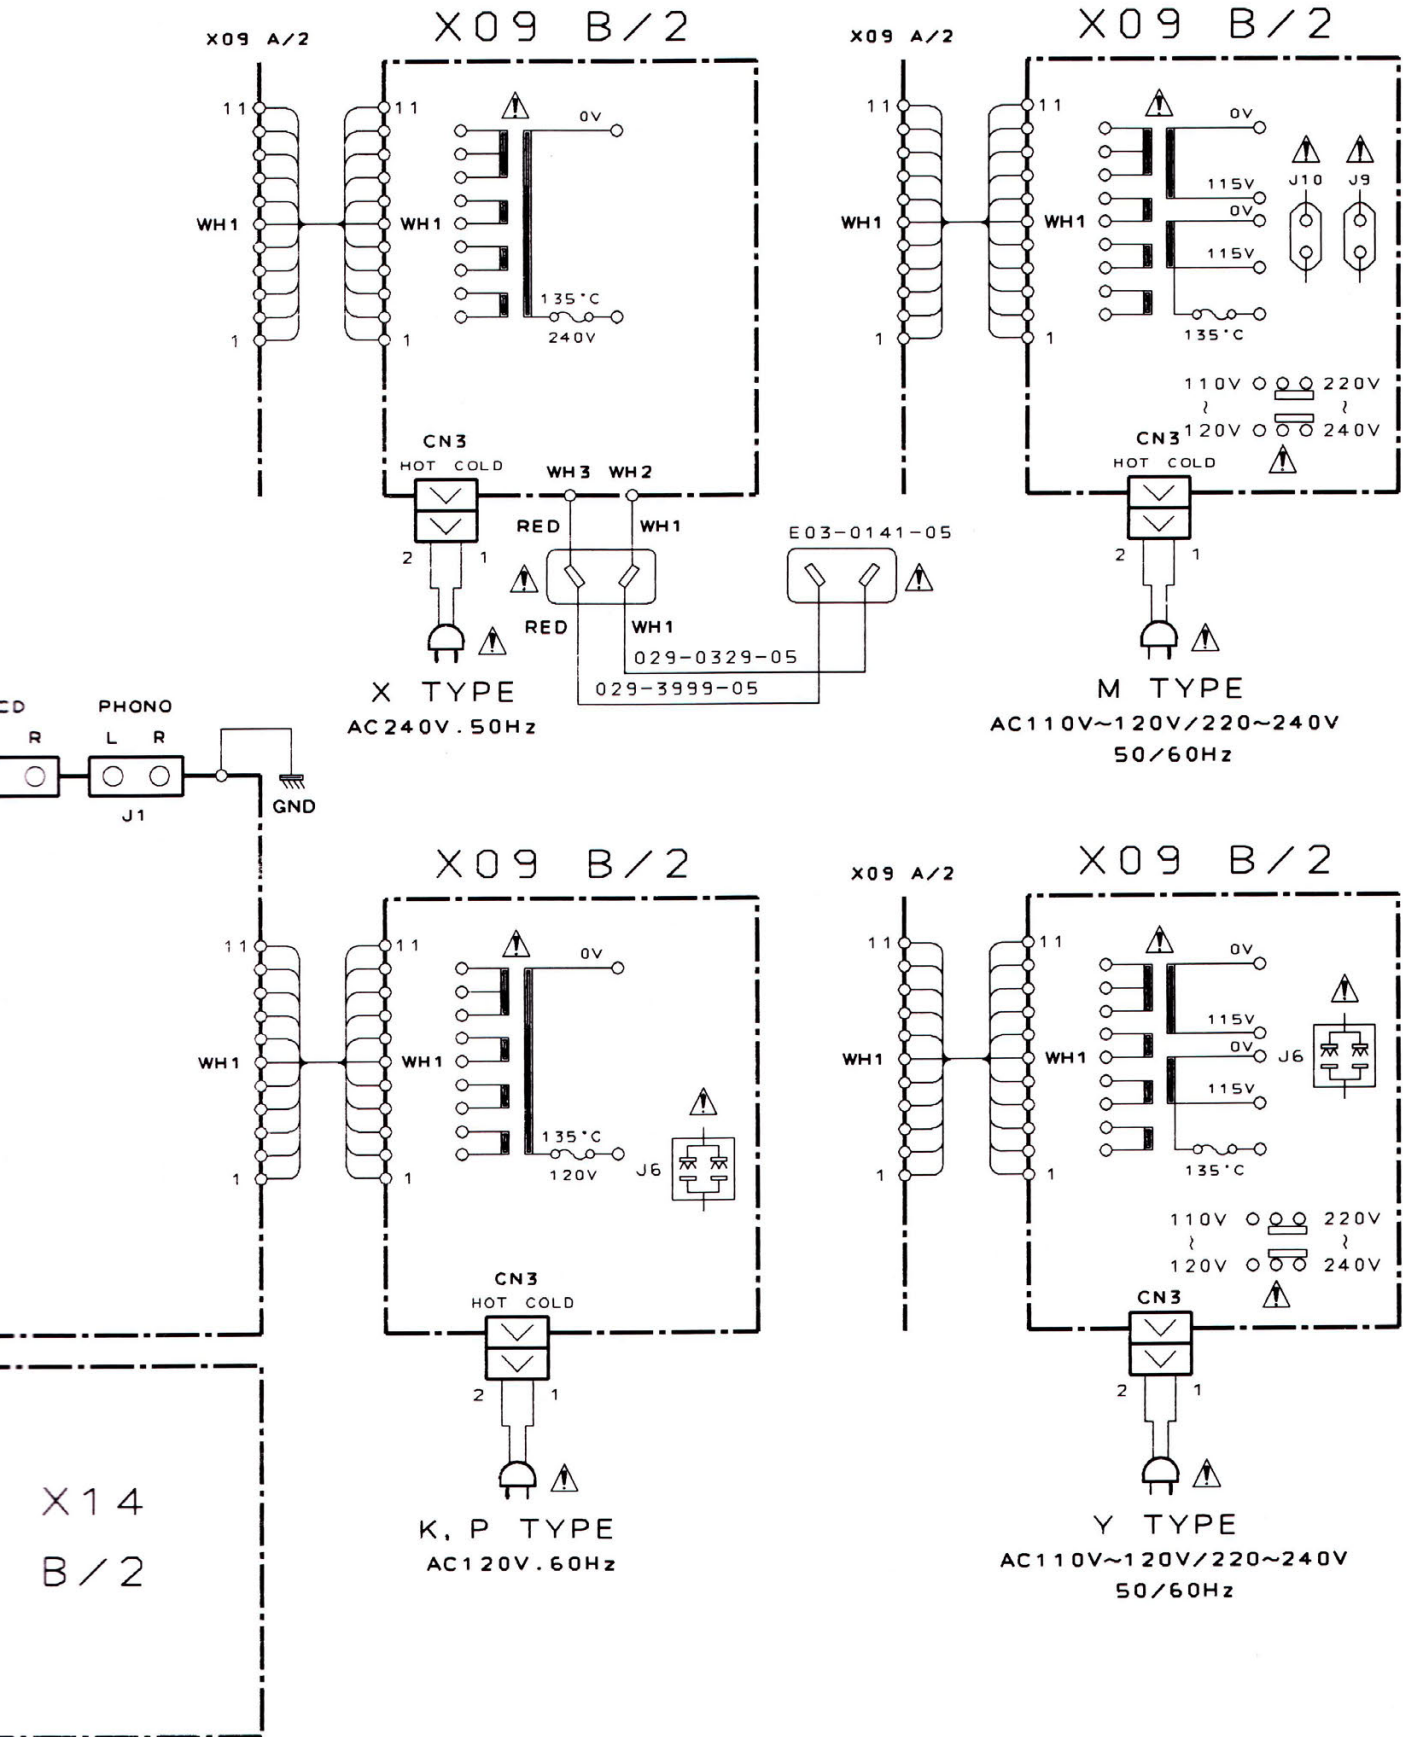 X09 A/2
X09 B/2
11
11
0V
WH1
WH1
135°C
240V
1
1
CN3
HOT COLD
WH3 WH2
RED
WH1
E03-0141-05
2
1
RED
WH1
029-0329-05
029-3999-05
X TYPE
AC240V.50Hz
X09 A/2
X09 B/2
11
11
0V
J10
J9
115V
0V
WH1
WH1
115V
135°C
1
1
110V
220V
~
~
120V
240V
CN3
HOT COLD
2
1
M TYPE
AC110V~120V/220~240V
50/60Hz
CD
PHONO
R
L
R
J1
GND
X09 B/2
11
11
0V
WH1
WH1
135°C
120V
J6
1
1
CN3
HOT COLD
2
1
K, P TYPE
AC120V.60Hz
X09 A/2
X09 B/2
11
11
0V
115V
0V
J6
WH1
WH1
115V
135°C
1
1
110V
220V
~
~
120V
240V
CN3
2
1
Y TYPE
AC110V~120V/220~240V
50/60Hz
X14
B/2